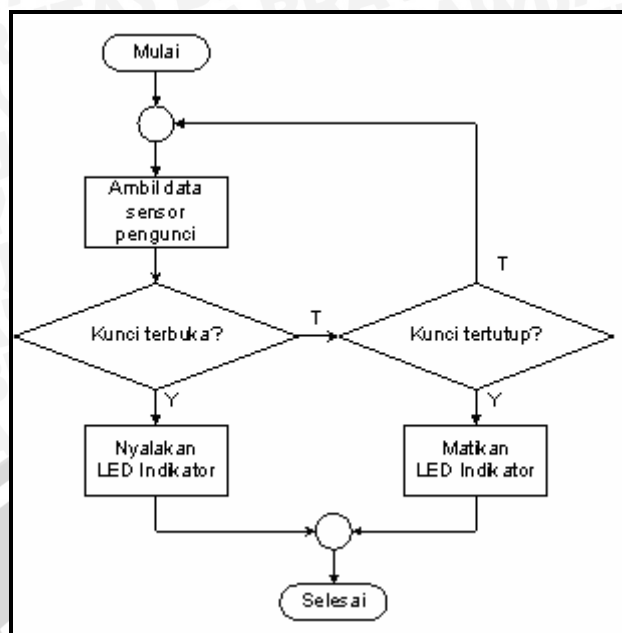 Mulai
Ambil data
sensor
pengunci
T
Kunci terbuka?
T
Kunci tertutup?
Y
Y
Nyalakan
LED Indikator
Matikan
LED Indikator
Selesai